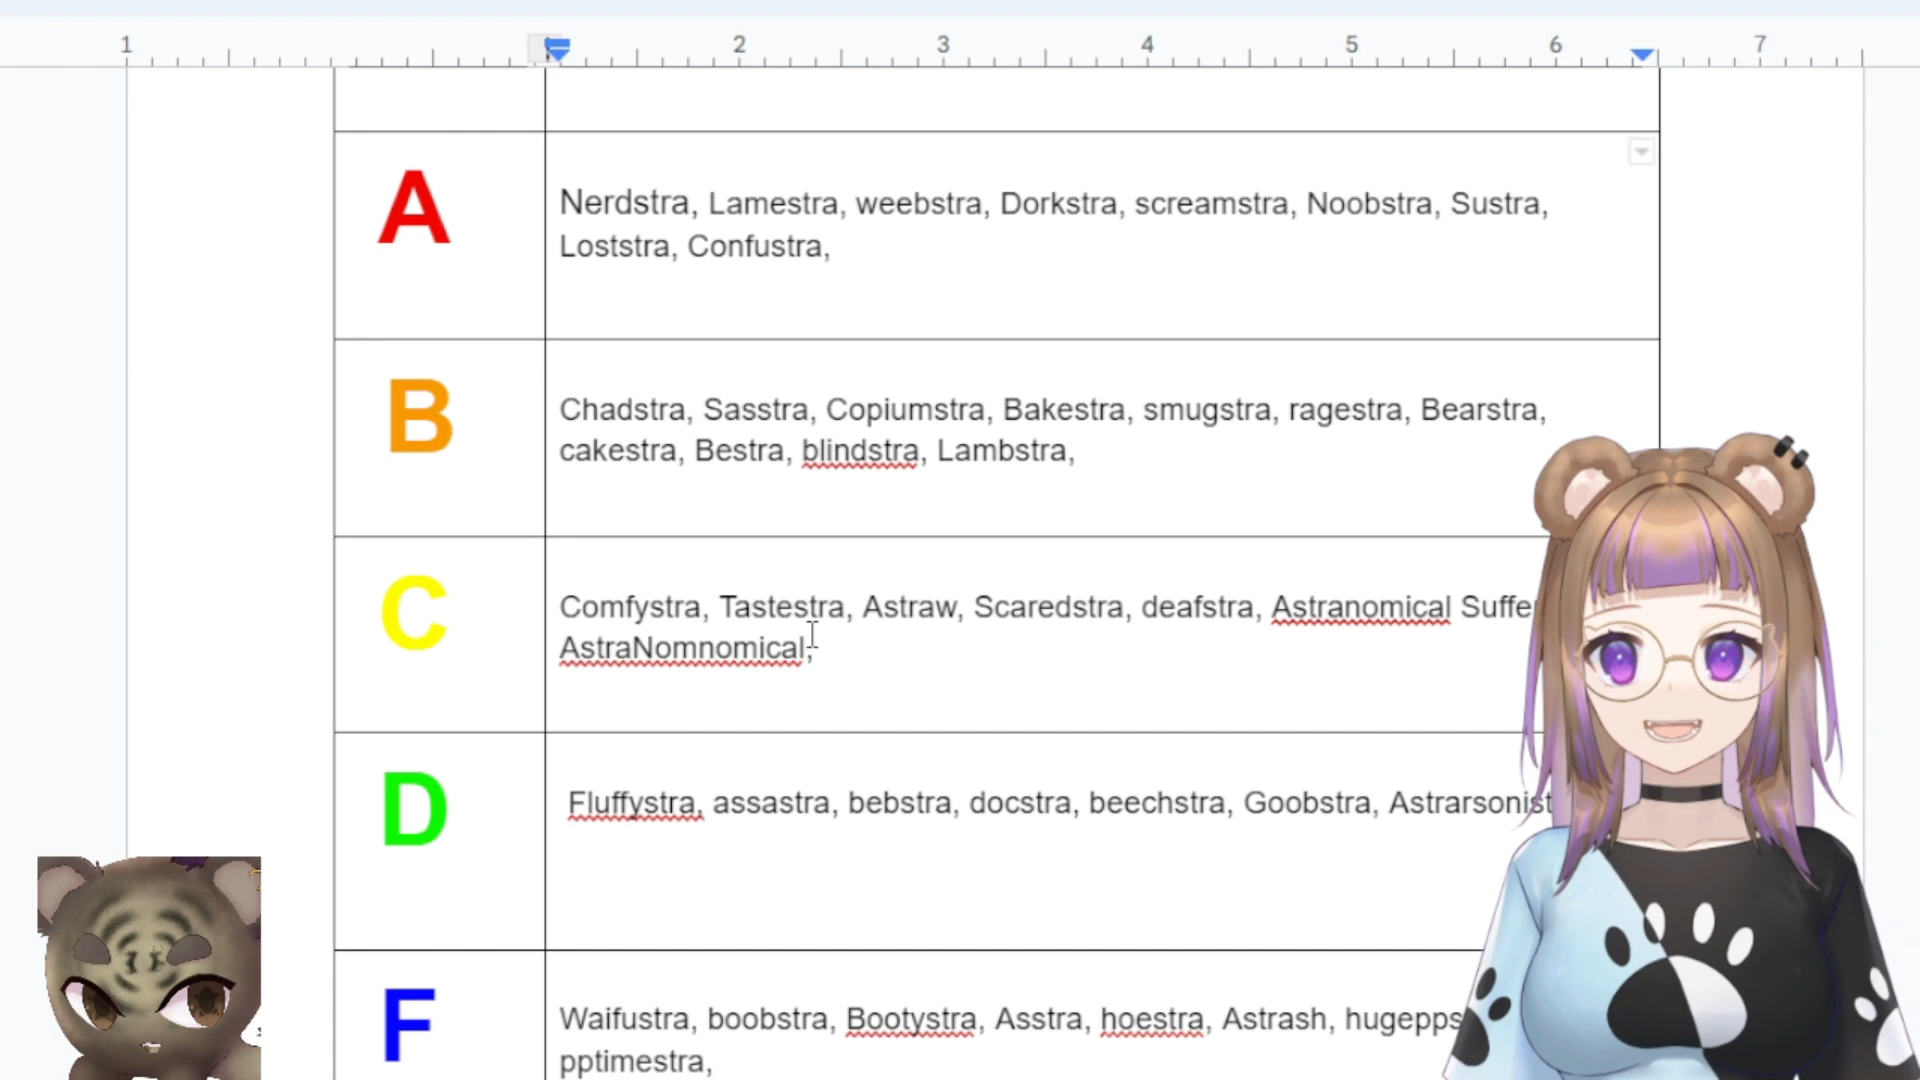 1 2 3 4 5 6 7
A
Nerdstra, Lamestra, weebstra, Dorkstra, screamstra, Noobstra, Sustra,
Loststra, Confustra,
B
Chadstra, Sasstra, Copiumstra, Bakestra, smugstra, ragestra, Bearstra,
cakestra, Bestra, blindstra, Lambstra,
C
Comfystra, Tastestra, Astraw, Scaredstra, deafstra, Astranomical
AstraNomnomical,
D
Fluffystra, assastra, bebstra, docstra, beechstra, Goobstra, Astrarsonist
F
Waifustra, boobstra, Bootystra, Asstra, hoestra, Astrash,
pptimestra,